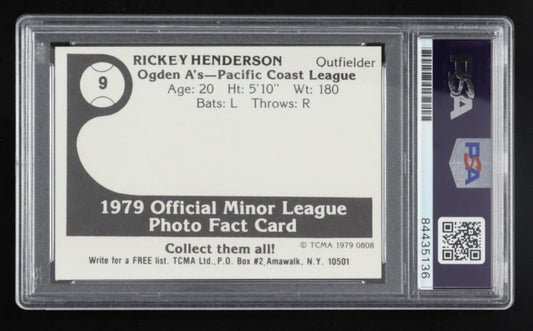 9
RICKEY HENDERSON Outfielder
Ogden A's—Pacific Coast League
Age: 20 Ht: 5'10" Wt: 180
Bats: L Throws: R
1979 Official Minor League
Photo Fact Card
© TCMA 1979 0808
Collect them all!
Write for a FREE list. TCMA Ltd., P.O. Box #2, Amawalk, N.Y. 10501
PSA
PSA
84435136